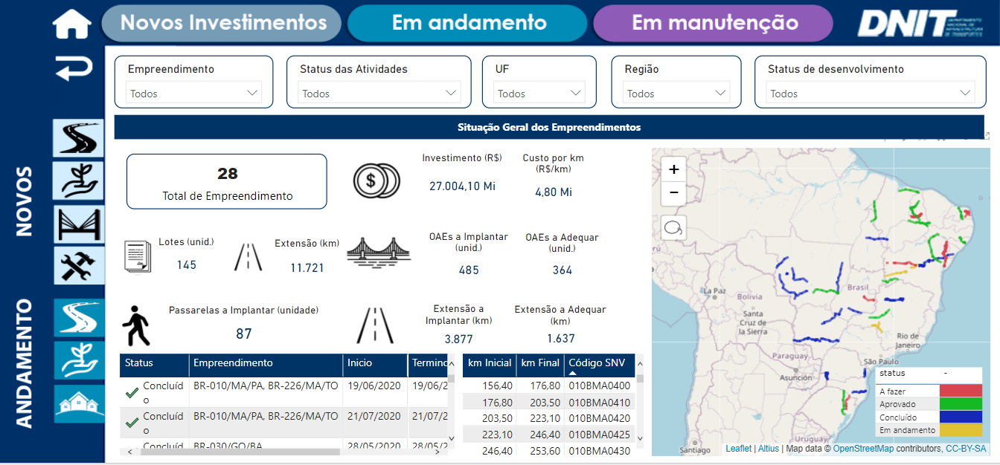 Novos Investimentos
Em andamento
Em manutenção
DNIT
DEPARTAMENTO
NACIONAL DE
INFRAESTRUTURA
DE TRANSPORTES
Empreendimento
Todos
Status das Atividades
Todos
UF
Todos
Região
Todos
Status de desenvolvimento
Todos
Situação Geral dos Empreendimentos
NOVOS
ANDAMENTO
28
Total de Empreendimento
$
Investimento (R$)
27.004,10 Mi
Custo por km
(R$/km)
4,80 Mi
Lotes (unid.)
145
Extensão (km)
11.721
OAEs a Implantar
(unid.)
485
OAEs a Adequar
(unid.)
364
Passarelas a Implantar (unidade)
87
Extensão a
Implantar (km)
3.877
Extensão a Adequar
(km)
1.637
Status Empreendimento Inicio Termino
Concluíd
o
BR-010/MA/PA, BR-226/MA/TO 19/06/2020 19/06/2
Concluíd
o
BR-010/MA/PA, BR-226/MA/TO 21/07/2020 21/07/2
Concluíd BR-030/GO/BA 28/05/2020 28/05/2
km Inicial km Final Código SNV
156,40 176,80 010BMA0400
176,80 203,50 010BMA0410
203,50 223,10 010BMA0420
223,10 246,40 010BMA0425
246,40 253,60 010BMA0430
+
−
La Paz
Bolivia
Santa
Cruz de
la Sierra
Brasil
Rio de
Janeiro
São Paulo
Paraguay
Asunción
Uruguay
Santiago
status -
A fazer
Aprovado
Concluído
Em andamento
Leaflet | Altius | Map data © OpenStreetMap contributors, CC-BY-SA